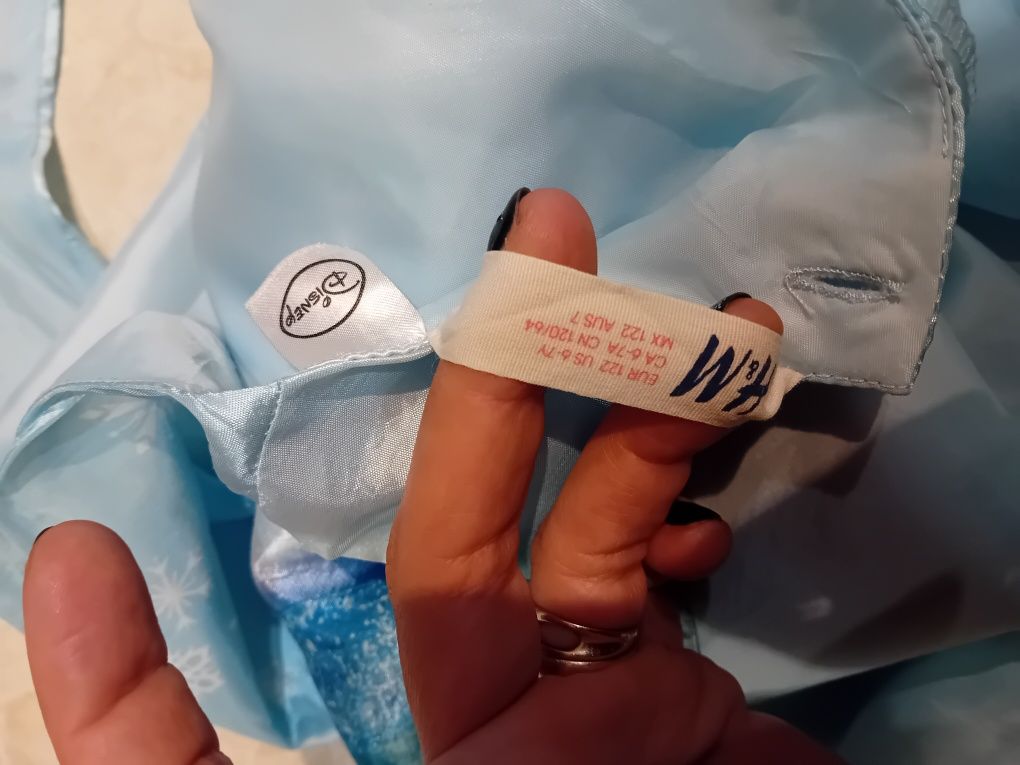 Disney
H&M
EUR 122 US 6-7Y
CA 6-7A CN 120/64
MX 122 AUS 7